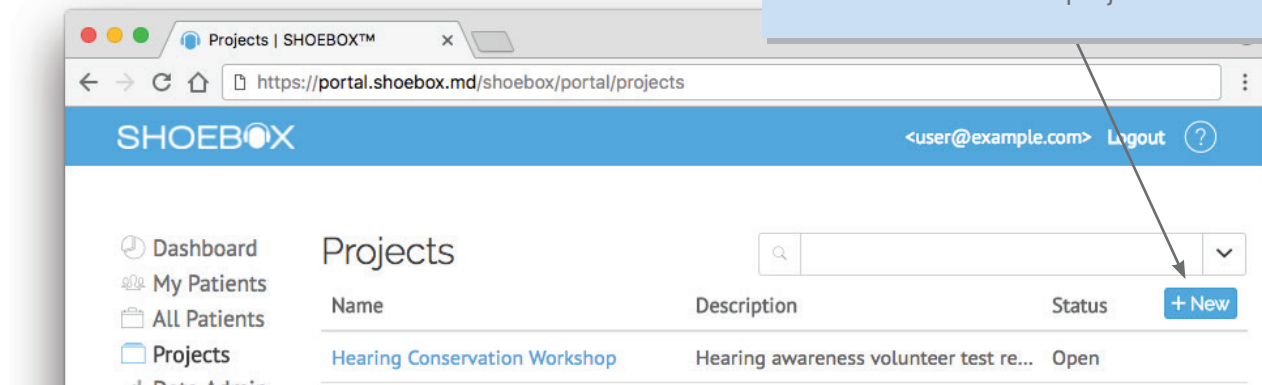 Projects | SHOEBOX™
https://portal.shoebox.md/shoebox/portal/projects
SHOEBOX
<user@example.com> Logout ?
Dashboard
My Patients
All Patients
Projects
Projects
Name Description Status + New
Hearing Conservation Workshop Hearing awareness volunteer test re... Open